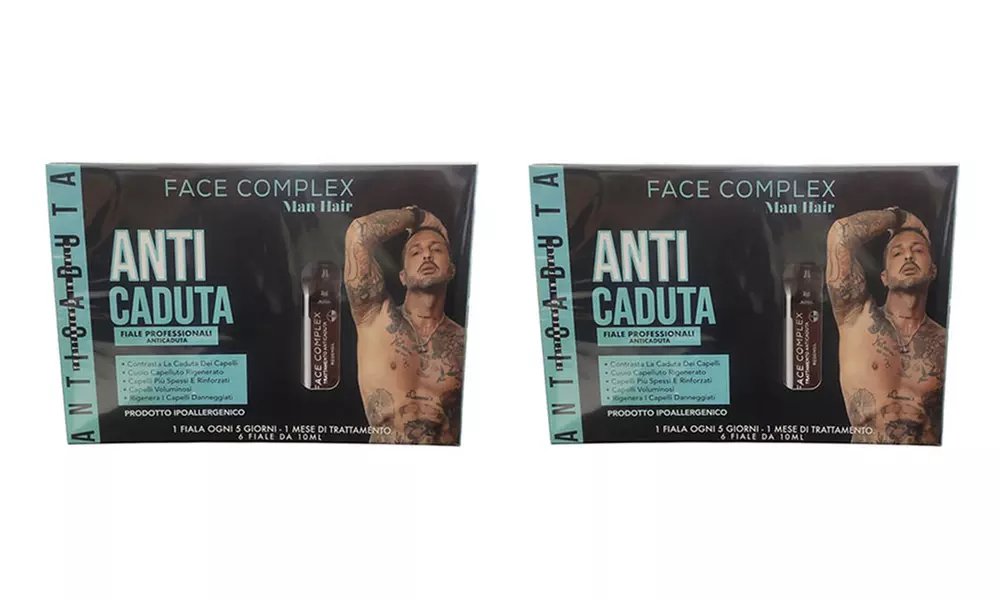 ANTICADUTA
FACE COMPLEX
Man Hair
ANTI
CADUTA
FIALE PROFESSIONALI
ANTICADUTA
• Contrasta La Caduta Dei Capelli
• Cuoio Capelluto Rigenerato
• Capelli Più Spessi E Rinforzati
• Capelli Voluminosi
• Rigenera I Capelli Danneggiati
PRODOTTO IPOALLERGENICO
FACE COMPLEX
TRATTAMENTO ANTICADUTA
1 FIALA OGNI 5 GIORNI - 1 MESE DI TRATTAMENTO
6 FIALE DA 10ML
ANTICADUTA
FACE COMPLEX
Man Hair
ANTI
CADUTA
FIALE PROFESSIONALI
ANTICADUTA
• Contrasta La Caduta Dei Capelli
• Cuoio Capelluto Rigenerato
• Capelli Più Spessi E Rinforzati
• Capelli Voluminosi
• Rigenera I Capelli Danneggiati
PRODOTTO IPOALLERGENICO
FACE COMPLEX
TRATTAMENTO ANTICADUTA
1 FIALA OGNI 5 GIORNI - 1 MESE DI TRATTAMENTO
6 FIALE DA 10ML